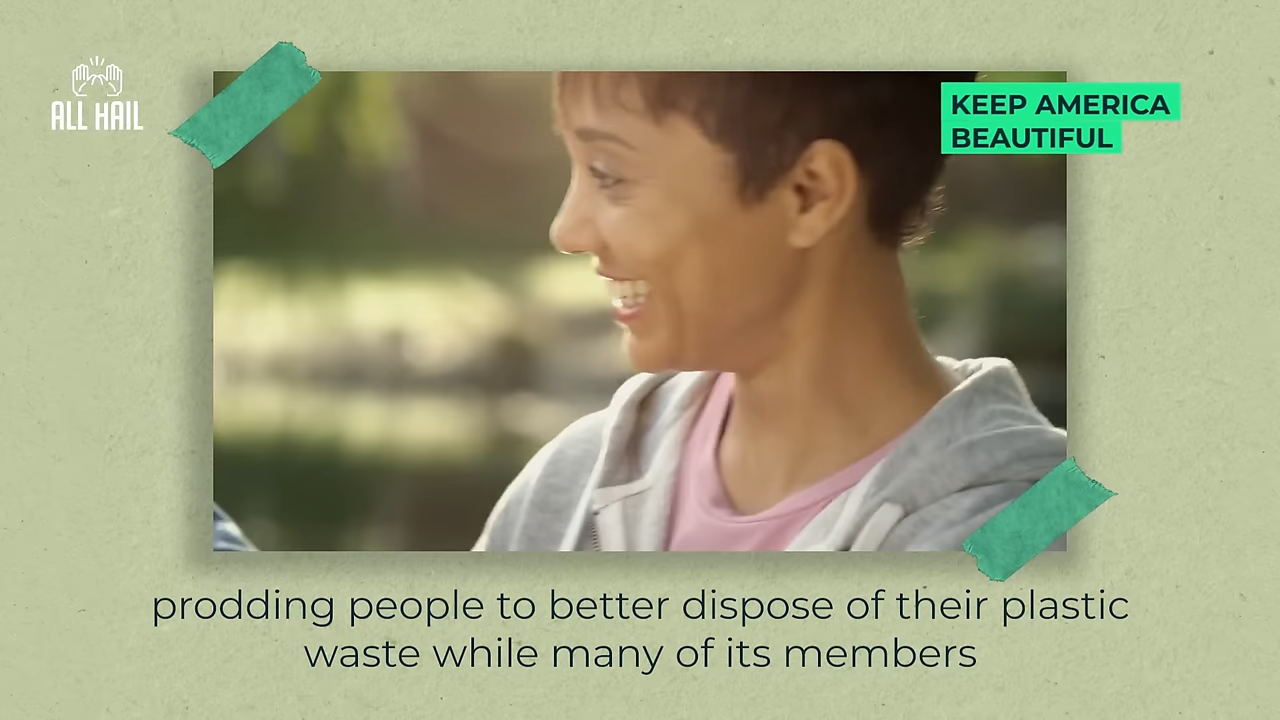 ALL HAIL
KEEP AMERICA
BEAUTIFUL
prodding people to better dispose of their plastic
waste while many of its members